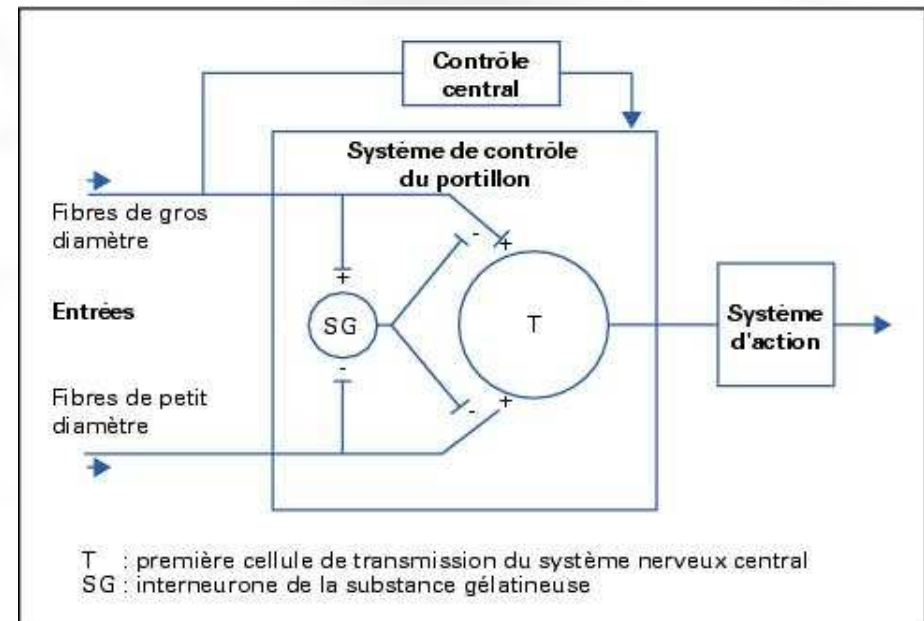 Contrôle
central
Système de contrôle
du portillon
Fibres de gros
diamètre
-
+
+
Entrées
SG
T
Système
d'action
-
-
+
Fibres de petit
diamètre
T : première cellule de transmission du système nerveux central
SG : interneurone de la substance gélatineuse